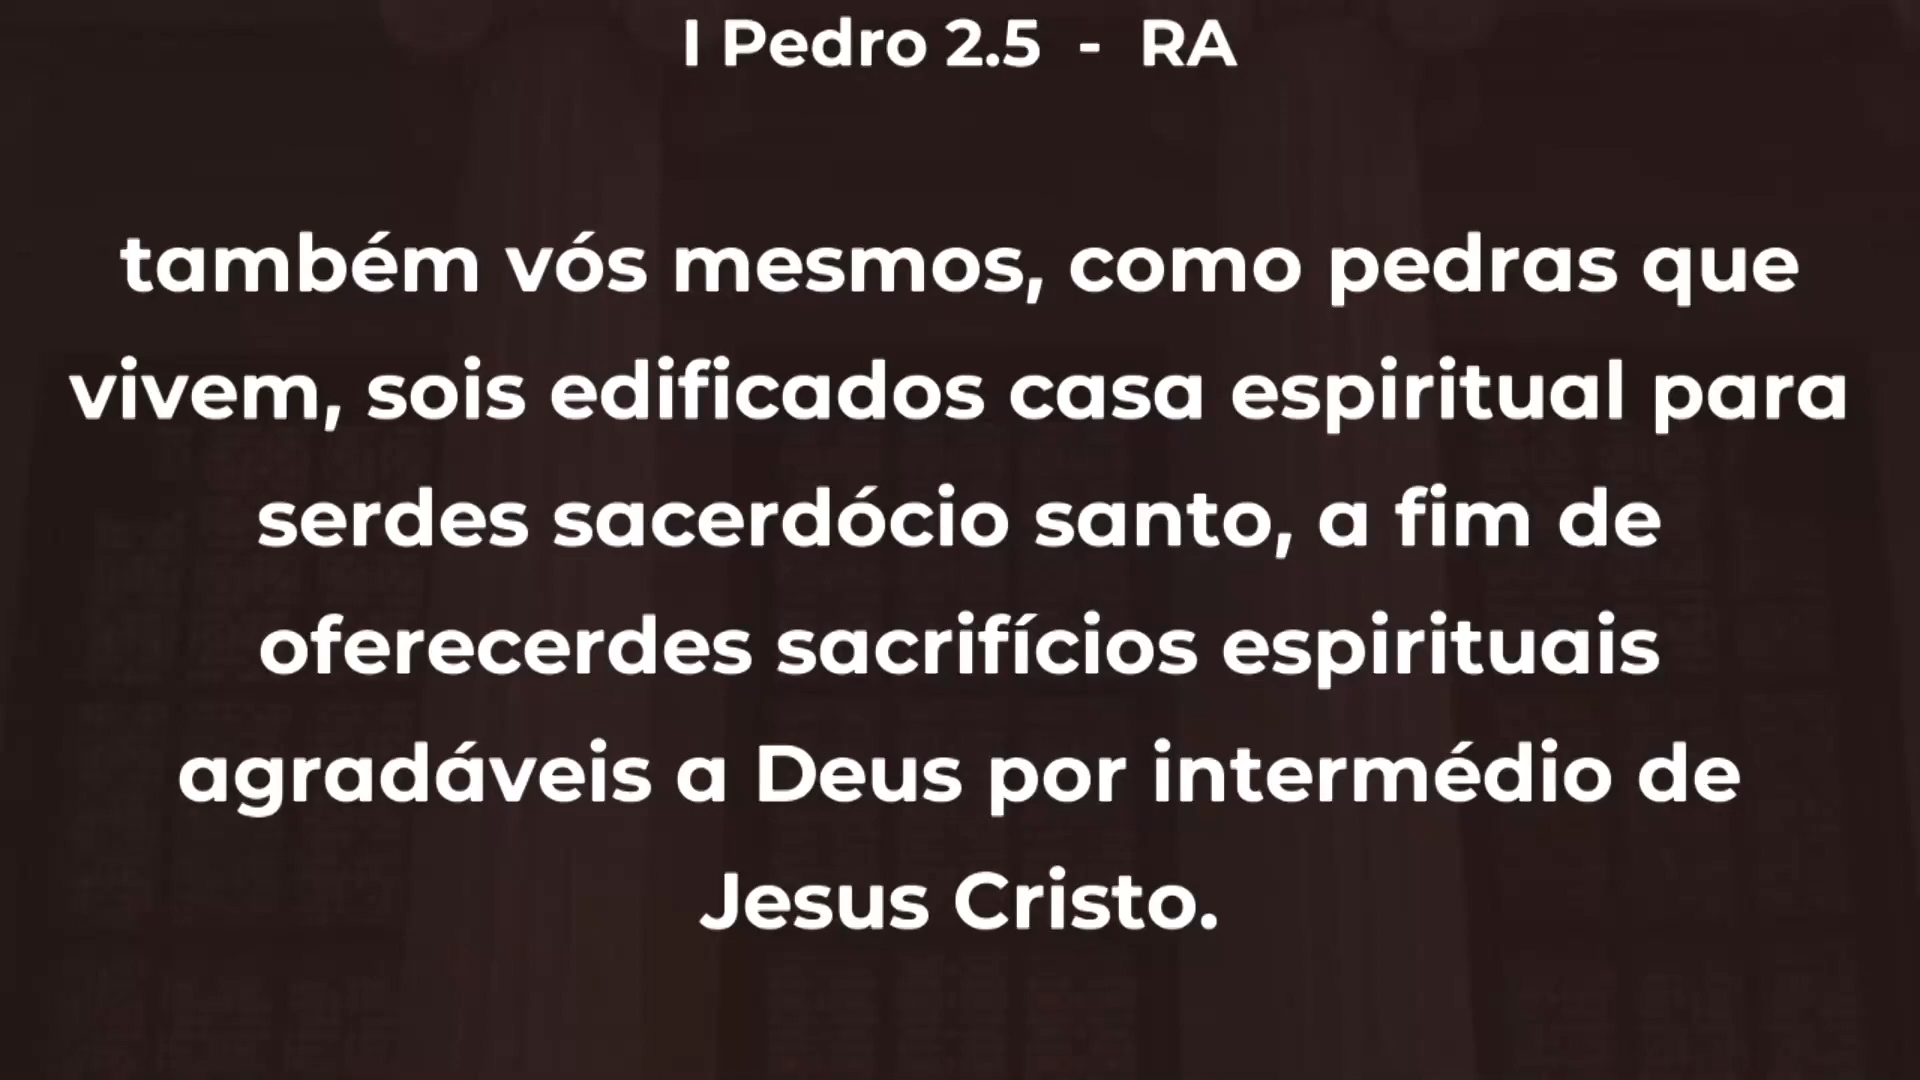 I Pedro 2.5 - RA
também vós mesmos, como pedras que
vivem, sois edificados casa espiritual para
serdes sacerdócio santo, a fim de
oferecerdes sacrifícios espirituais
agradáveis a Deus por intermédio de
Jesus Cristo.